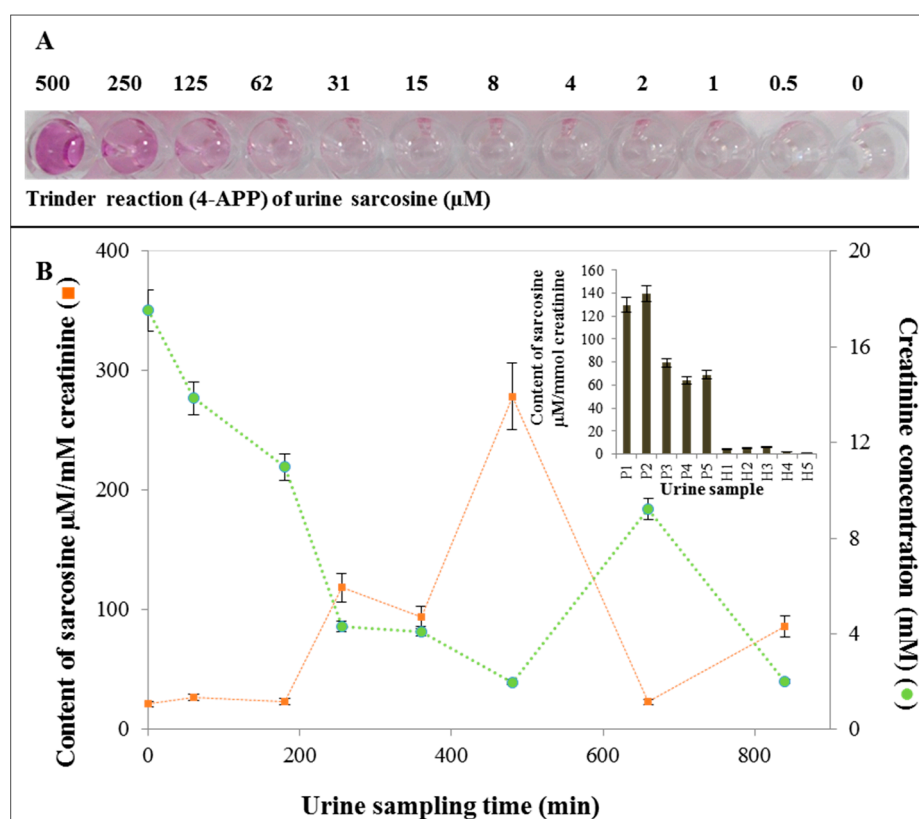 A
500 250 125 62 31 15 8 4 2 1 0.5 0
Trinder reaction (4-APP) of urine sarcosine (µM)
B
Content of sarcosine µM/mM creatinine ( )
400
300
200
100
0
0 200 400 600 800
Urine sampling time (min)
20
16
12
8
4
0
Creatinine concentration (mM) ( )
Content of sarcosine
µM/mmol creatinine
160
140
120
100
80
60
40
20
0
P1 P2 P3 P4 P5 H1 H2 H3 H4 H5
Urine sample